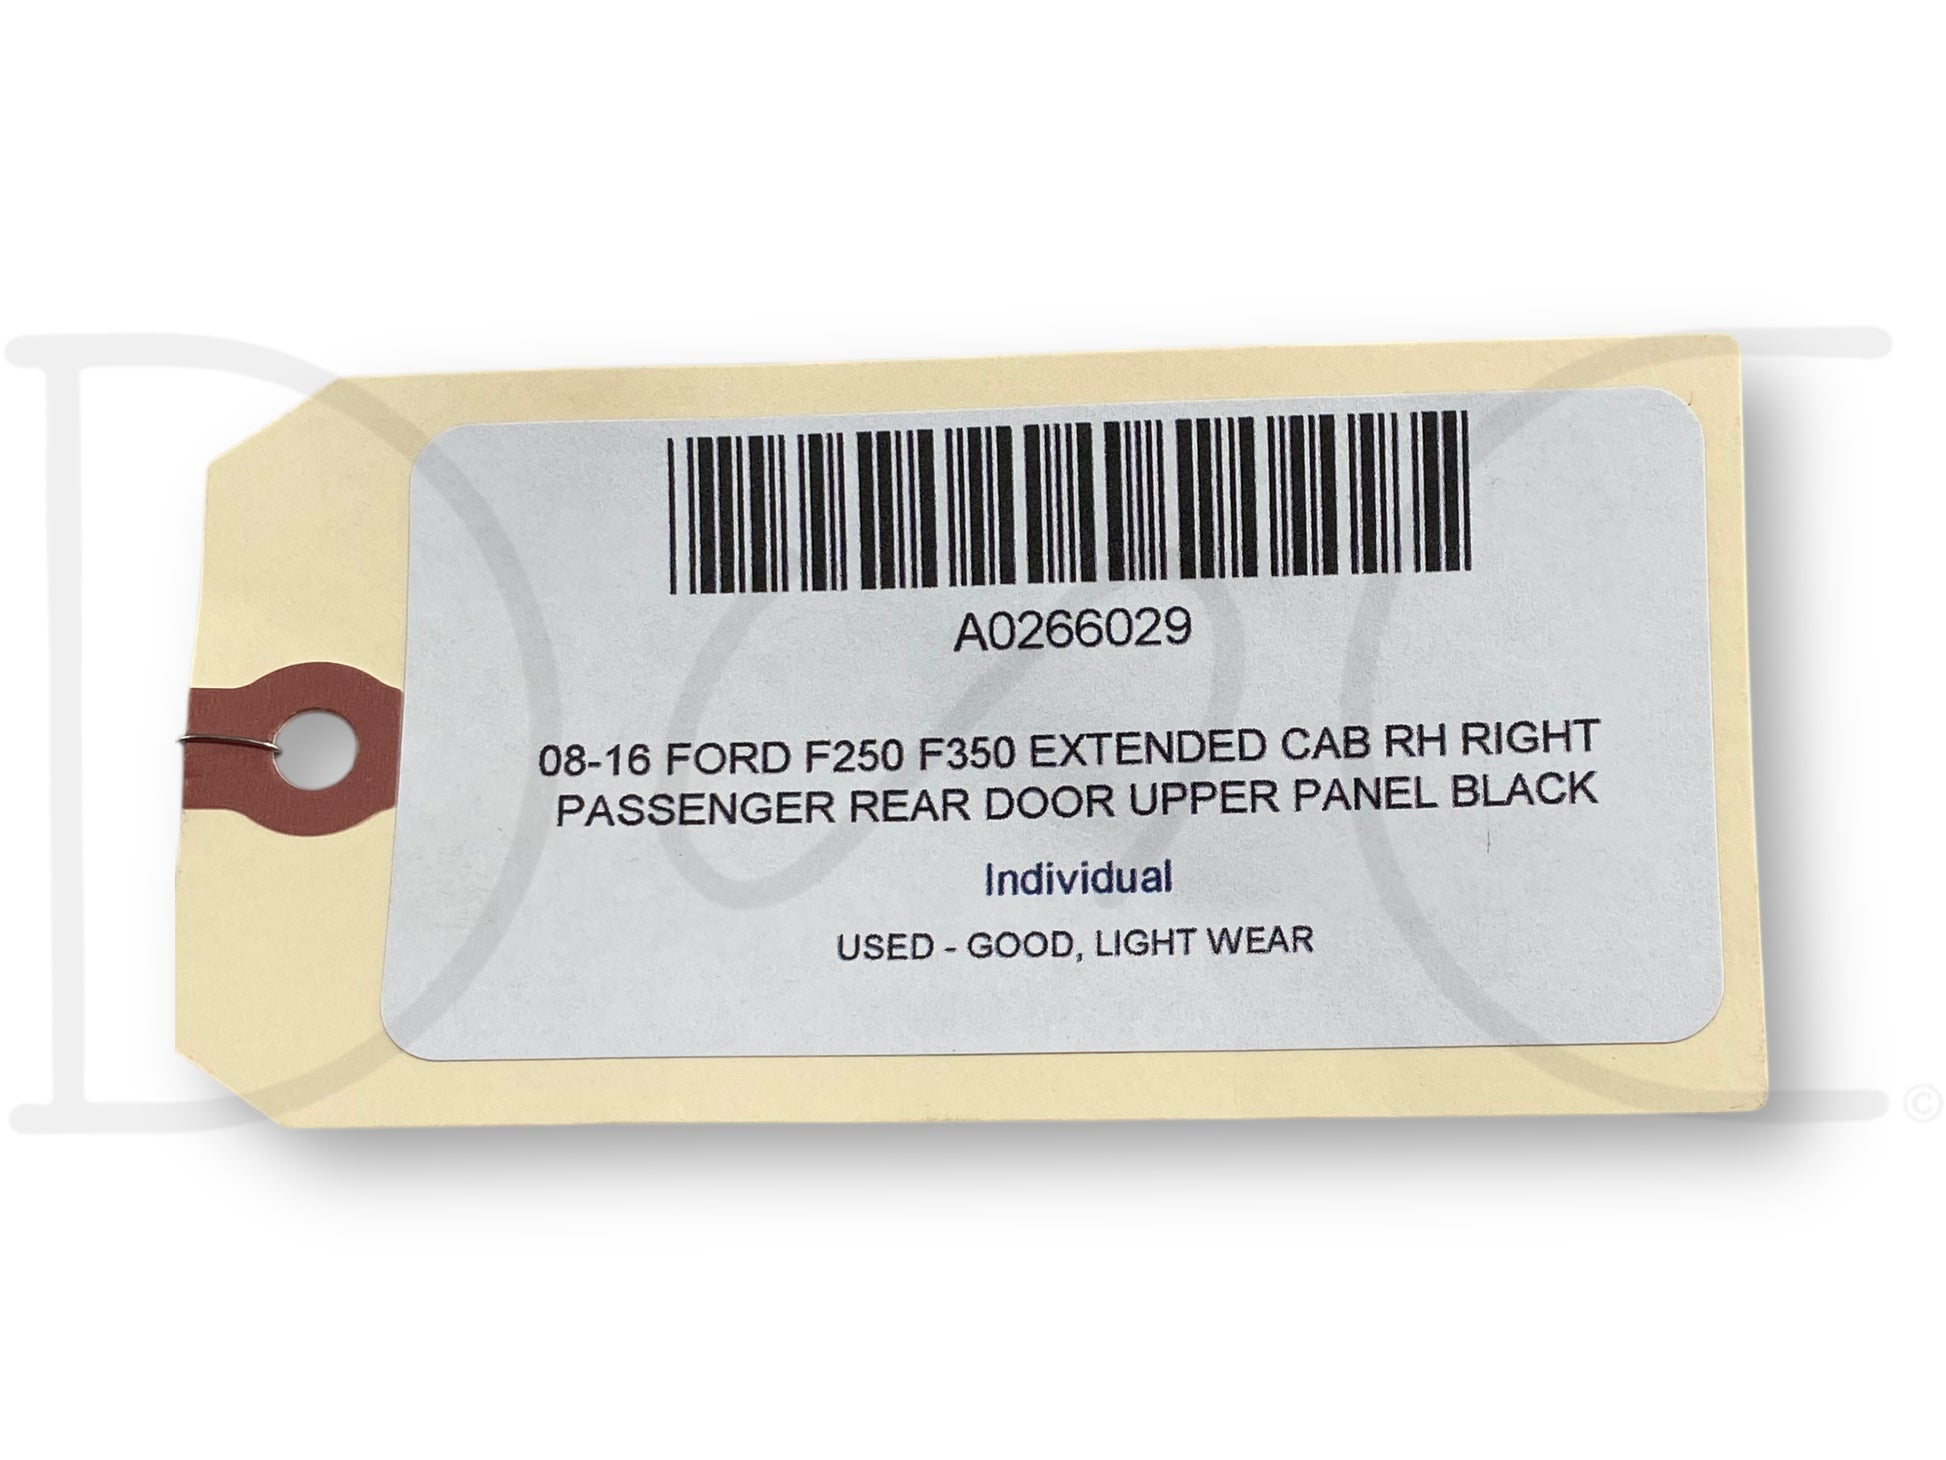 A0266029
08-16 FORD F250 F350 EXTENDED CAB RH RIGHT
PASSENGER REAR DOOR UPPER PANEL BLACK
Individual
USED - GOOD, LIGHT WEAR
©